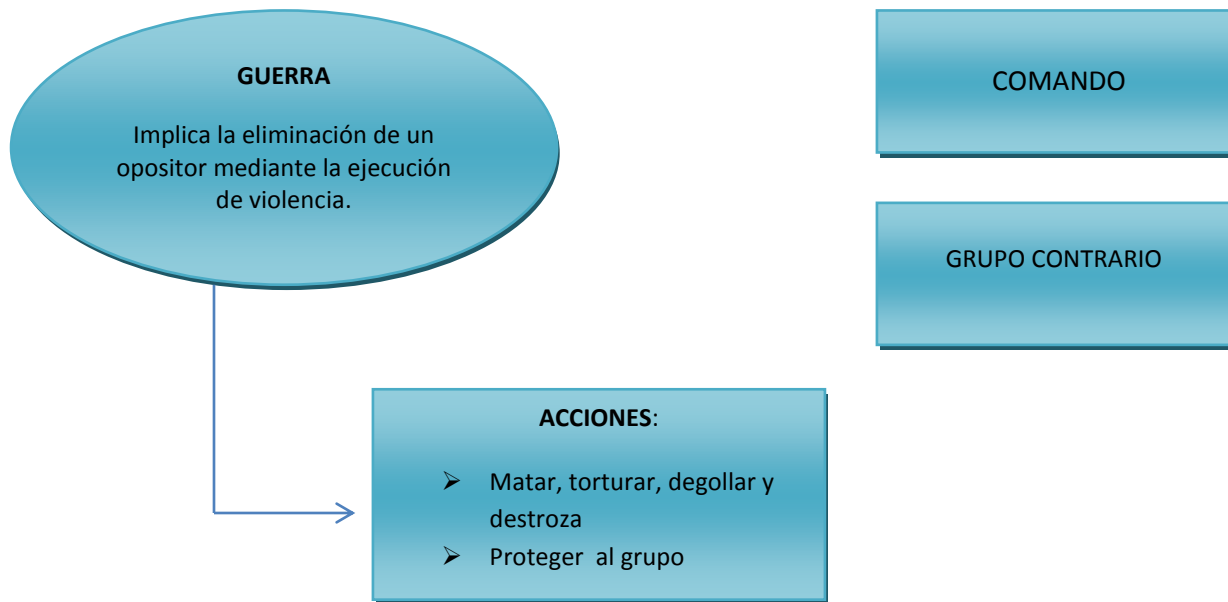 GUERRA
Implica la eliminación de un
opositor mediante la ejecución
de violencia.
COMANDO
GRUPO CONTRARIO
ACCIONES:
➢ Matar, torturar, degollar y
destroza
➢ Proteger al grupo